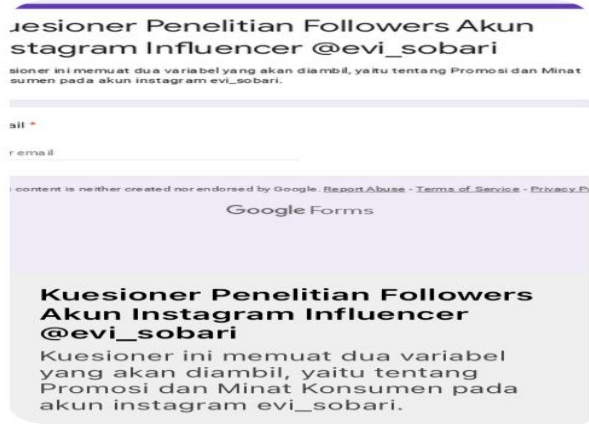 uesioner Penelitian Followers Akun
stagram Influencer @evi_sobari
sioner ini memuat dua variabel yang akan diambil, yaitu tentang Promosi dan Minat
sumen pada akun instagram evi_sobari.
ail *
r email
content is neither created nor endorsed by Google. Report Abuse - Terms of Service - Privacy P
Google Forms
Kuesioner Penelitian Followers
Akun Instagram Influencer
@evi_sobari
Kuesioner ini memuat dua variabel
yang akan diambil, yaitu tentang
Promosi dan Minat Konsumen pada
akun instagram evi_sobari.